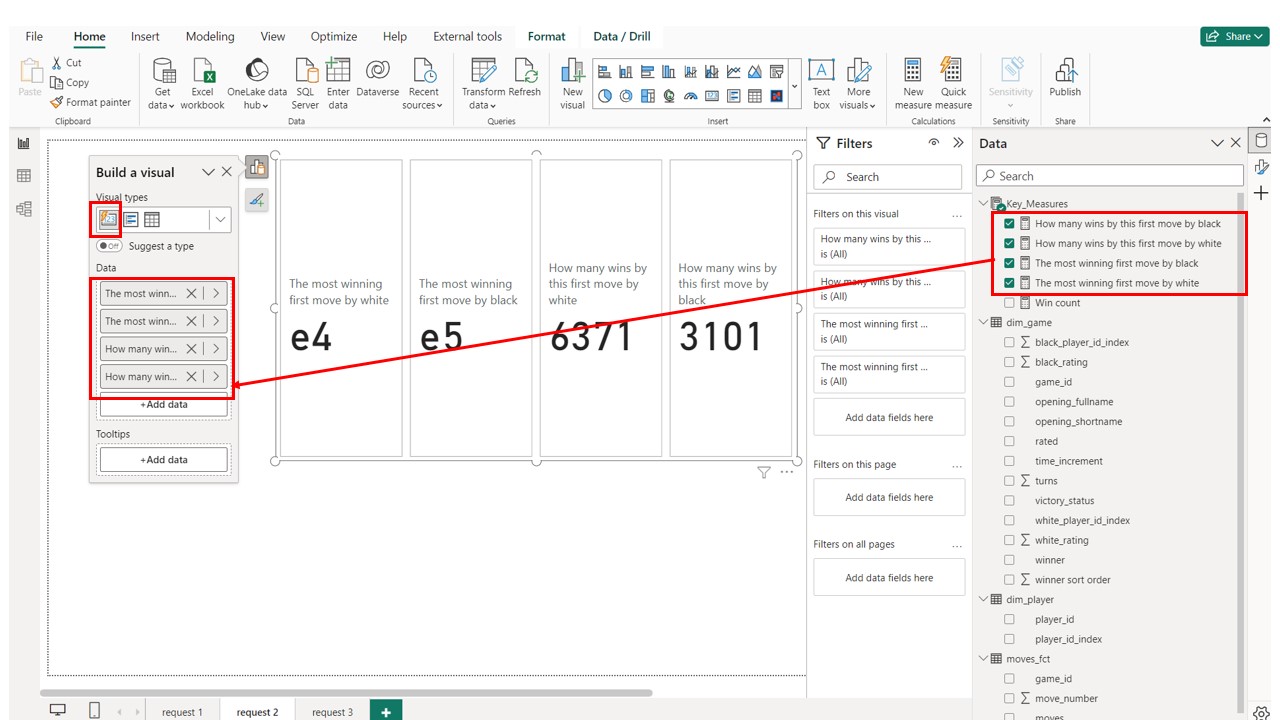 File Home Insert Modeling View Optimize Help External tools Format Data / Drill Share
Paste
Cut
Copy
Format painter
Clipboard
Get
data
Excel
workbook
OneLake data
hub
SQL
Server
Enter
data
Dataverse
Recent
sources
Data
Transform
data
Refresh
Queries
New
visual
Insert
Text
box
More
visuals
New
measure
Quick
measure
Calculations
Sensitivity
Sensitivity
Publish
Share
Build a visual
Visual types
123
Off Suggest a type
Data
The most winn...
The most winn...
How many win...
How many win...
+Add data
Tooltips
+Add data
The most winning
first move by white
e4
The most winning
first move by black
e5
How many wins by
this first move by
white
6371
How many wins by
this first move by
black
3101
Filters
Search
Filters on this visual ...
How many wins by this ...
is (All)
How many wins by this ...
is (All)
The most winning first ...
is (All)
The most winning first ...
is (All)
Add data fields here
Filters on this page ...
Add data fields here
Filters on all pages ...
Add data fields here
Data
Search
Key_Measures
How many wins by this first move by black
How many wins by this first move by white
The most winning first move by black
The most winning first move by white
Win count
dim_game
∑ black_player_id_index
∑ black_rating
game_id
opening_fullname
opening_shortname
rated
time_increment
∑ turns
victory_status
white_player_id_index
∑ white_rating
winner
∑ winner sort order
dim_player
player_id
player_id_index
moves_fct
game_id
∑ move_number
moves
request 1 request 2 request 3 +